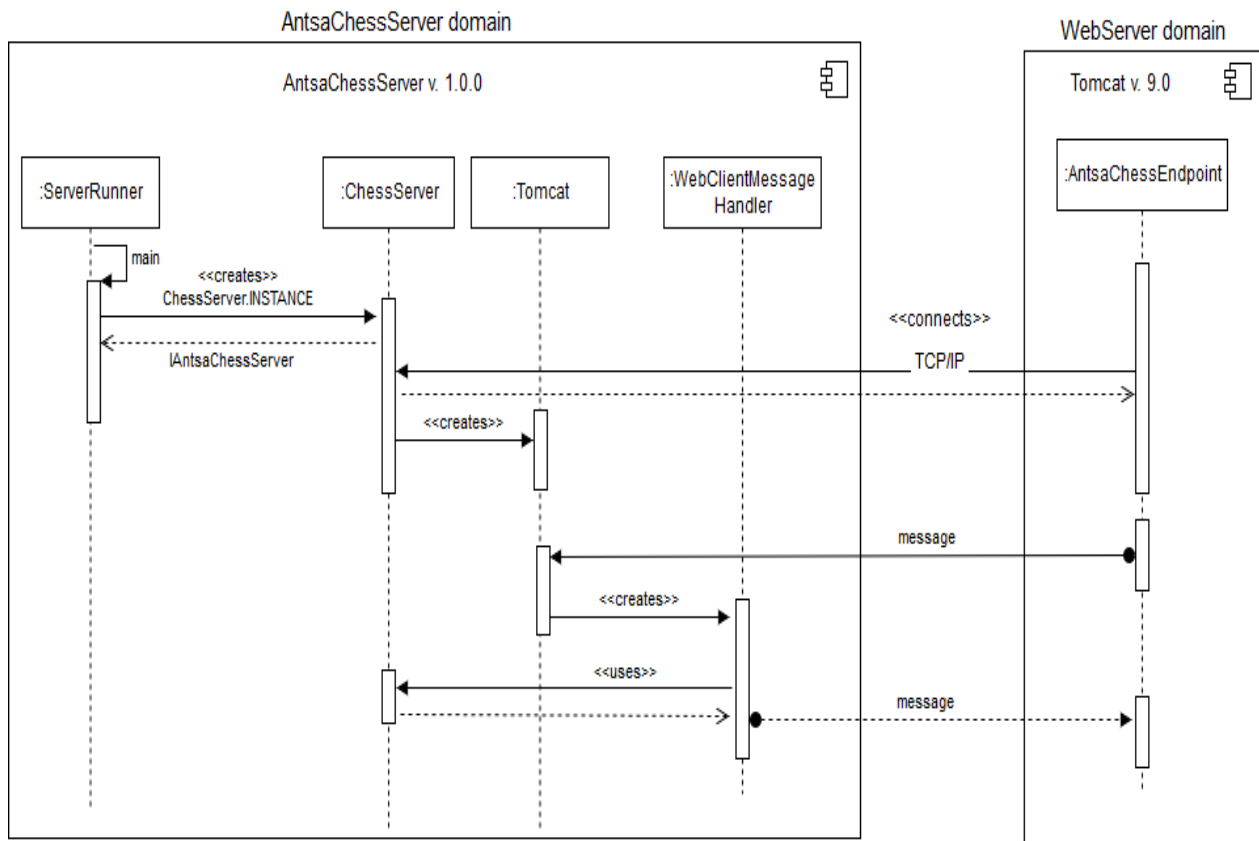 AntsaChessServer domain
WebServer domain
AntsaChessServer v. 1.0.0
Tomcat v. 9.0
:ServerRunner
:ChessServer
:Tomcat
:WebClientMessage
Handler
:AntsaChessEndpoint
main
<<creates>>
ChessServer.INSTANCE
IAntsaChessServer
<<connects>>
TCP/IP
<<creates>>
message
<<creates>>
<<uses>>
message